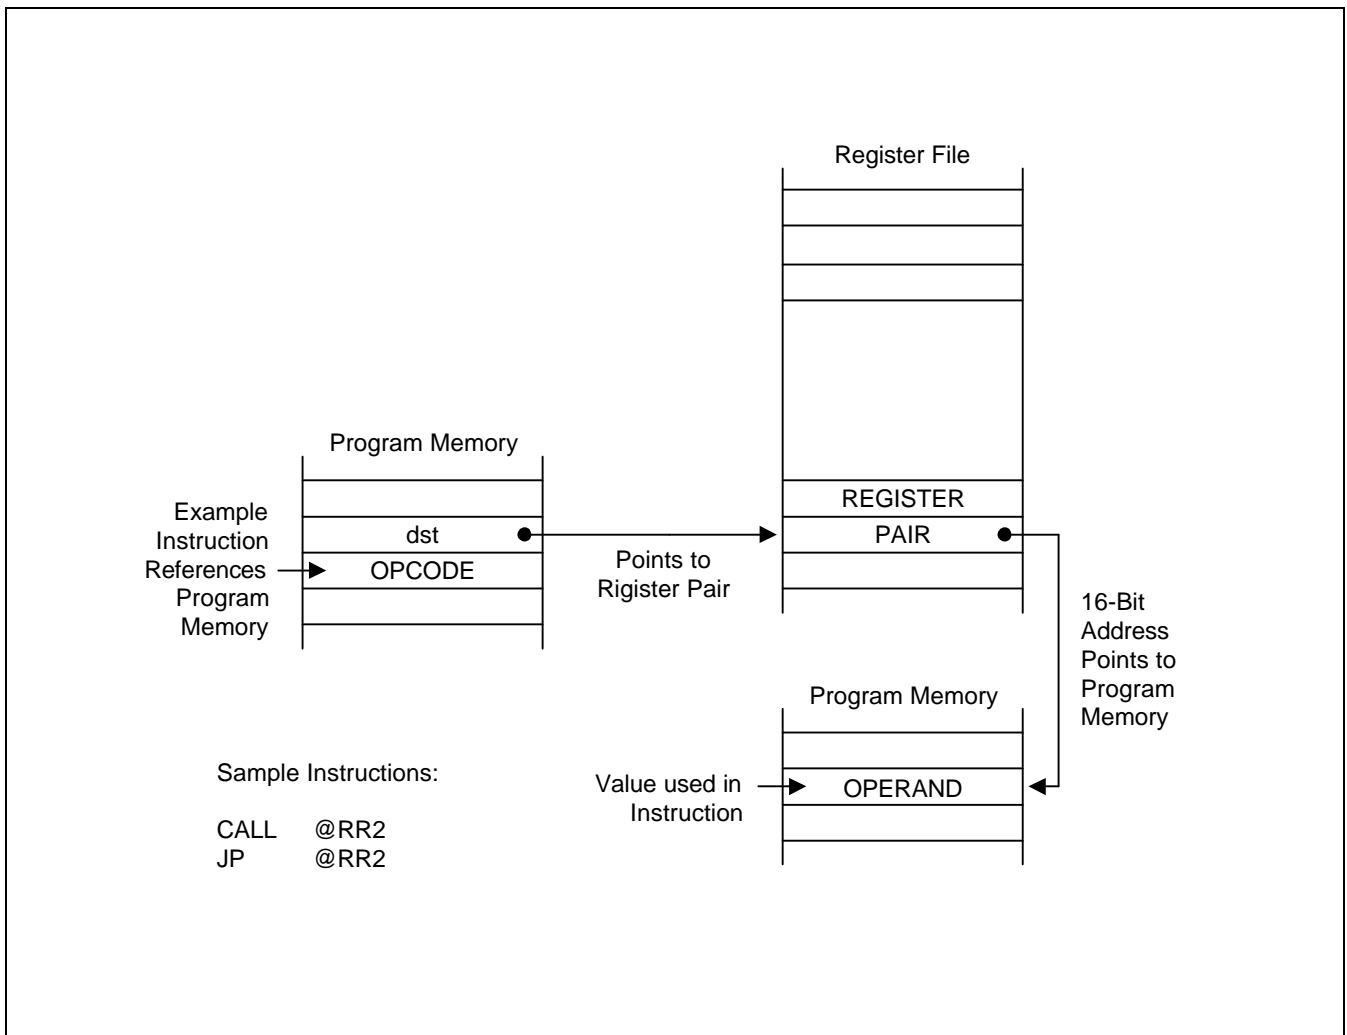 Register File
Program Memory
REGISTER
Example
Instruction
References
Program
Memory
dst
OPCODE
Points to
Rigister Pair
PAIR
16-Bit
Address
Points to
Program
Memory
Program Memory
Sample Instructions:
CALL @RR2
JP @RR2
Value used in
Instruction
OPERAND